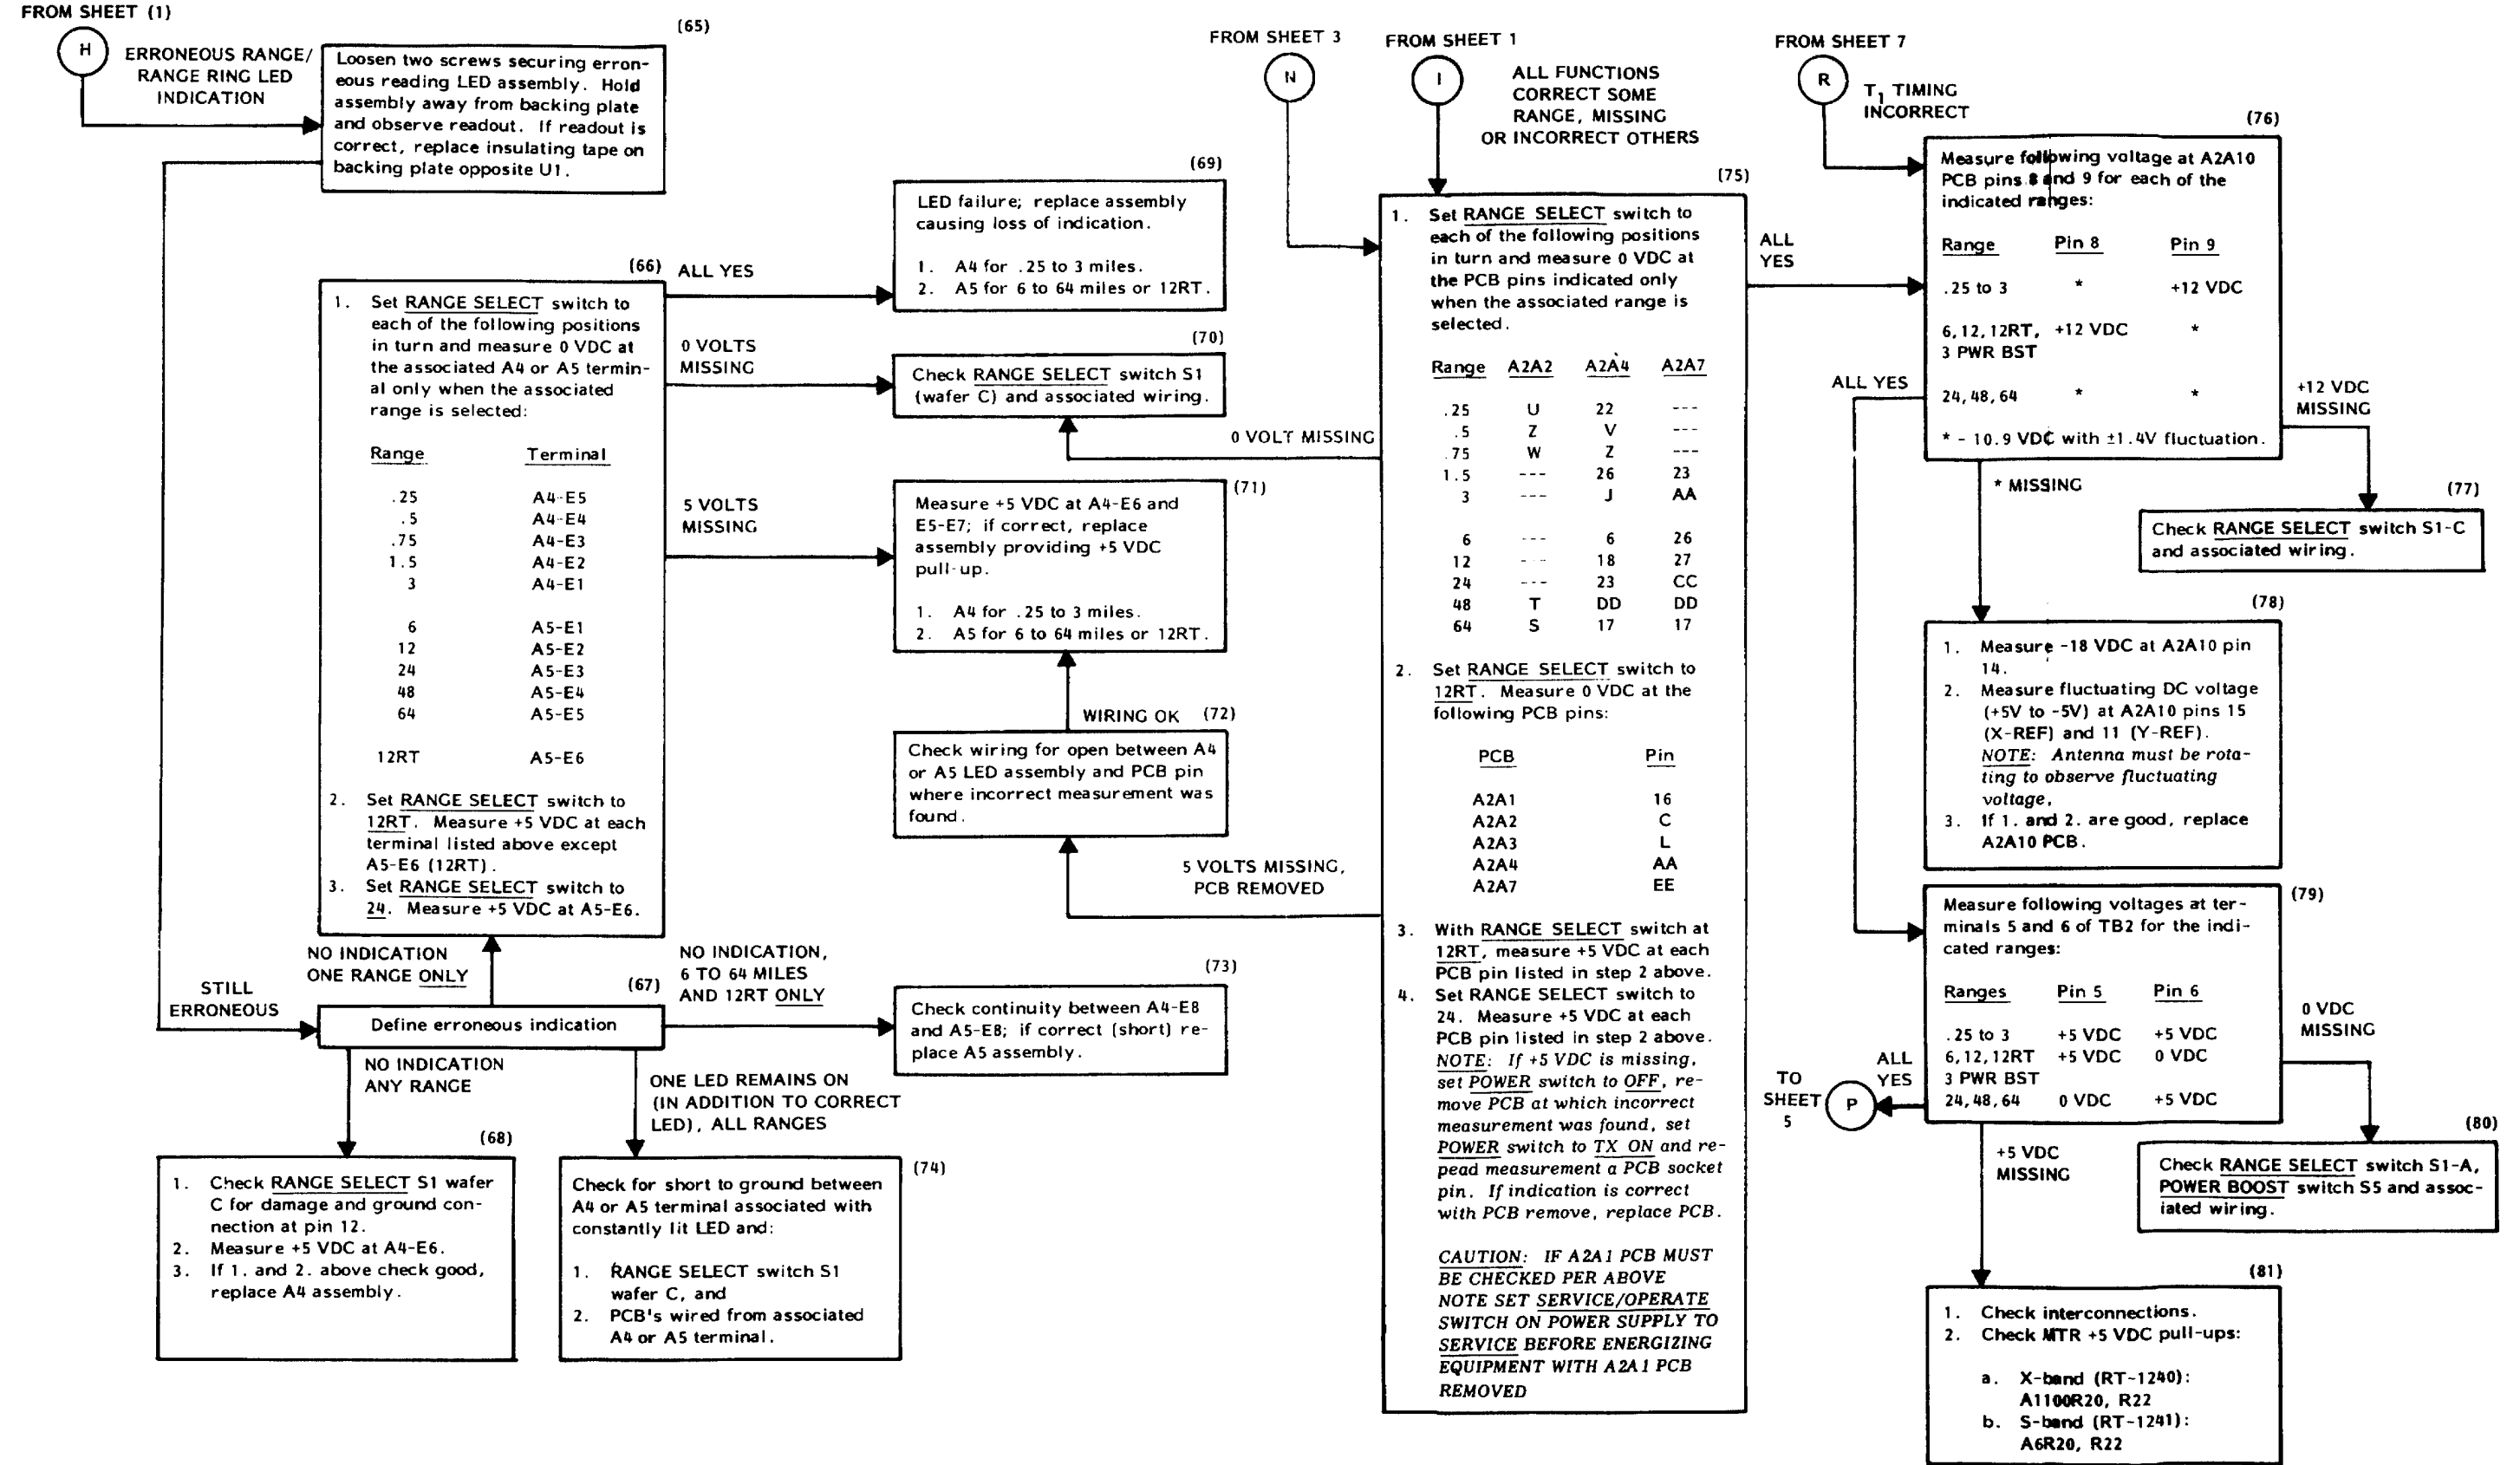 FROM SHEET (1)
H
ERRONEOUS RANGE/
RANGE RING LED
INDICATION
(65)
Loosen two screws securing erron-
eous reading LED assembly. Hold
assembly away from backing plate
and observe readout. If readout is
correct, replace insulating tape on
backing plate opposite U1.
(66)
1. Set RANGE SELECT switch to
each of the following positions
in turn and measure 0 VDC at
the associated A4 or A5 termin-
al only when the associated
range is selected:
Range Terminal
.25 A4-E5
.5 A4-E4
.75 A4-E3
1.5 A4-E2
3 A4-E1
6 A5-E1
12 A5-E2
24 A5-E3
48 A5-E4
64 A5-E5
12RT A5-E6
2. Set RANGE SELECT switch to
12RT. Measure +5 VDC at each
terminal listed above except
A5-E6 (12RT).
3. Set RANGE SELECT switch to
24. Measure +5 VDC at A5-E6.
NO INDICATION
ONE RANGE ONLY
STILL
ERRONEOUS
(67)
Define erroneous indication
NO INDICATION
ANY RANGE
(68)
1. Check RANGE SELECT S1 wafer
C for damage and ground con-
nection at pin 12.
2. Measure +5 VDC at A4-E6.
3. If 1. and 2. above check good,
replace A4 assembly.
ALL YES
(69)
LED failure; replace assembly
causing loss of indication.
1. A4 for .25 to 3 miles.
2. A5 for 6 to 64 miles or 12RT.
0 VOLTS
MISSING
(70)
Check RANGE SELECT switch S1
(wafer C) and associated wiring.
5 VOLTS
MISSING
(71)
Measure +5 VDC at A4-E6 and
E5-E7; if correct, replace
assembly providing +5 VDC
pull-up.
1. A4 for .25 to 3 miles.
2. A5 for 6 to 64 miles or 12RT.
WIRING OK
(72)
Check wiring for open between A4
or A5 LED assembly and PCB pin
where incorrect measurement was
found.
NO INDICATION,
6 TO 64 MILES
AND 12RT ONLY
(73)
Check continuity between A4-E8
and A5-E8; if correct (short) re-
place A5 assembly.
ONE LED REMAINS ON
(IN ADDITION TO CORRECT
LED), ALL RANGES
(74)
Check for short to ground between
A4 or A5 terminal associated with
constantly lit LED and:
1. RANGE SELECT switch S1
wafer C, and
2. PCB's wired from associated
A4 or A5 terminal.
FROM SHEET 3
N
FROM SHEET 1
I
ALL FUNCTIONS
CORRECT SOME
RANGE, MISSING
OR INCORRECT OTHERS
0 VOLT MISSING
5 VOLTS MISSING,
PCB REMOVED
(75)
1. Set RANGE SELECT switch to
each of the following positions
in turn and measure 0 VDC at
the PCB pins indicated only
when the associated range is
selected.
Range A2A2 A2A4 A2A7
.25 U 22 ---
.5 Z V ---
.75 W Z ---
1.5 --- 26 23
3 --- J AA
6 --- 6 26
12 --- 18 27
24 --- 23 CC
48 T DD DD
64 S 17 17
2. Set RANGE SELECT switch to
12RT. Measure 0 VDC at the
following PCB pins:
PCB Pin
A2A1 16
A2A2 C
A2A3 L
A2A4 AA
A2A7 EE
3. With RANGE SELECT switch at
12RT, measure +5 VDC at each
PCB pin listed in step 2 above.
4. Set RANGE SELECT switch to
24. Measure +5 VDC at each
PCB pin listed in step 2 above.
NOTE: If +5 VDC is missing,
set POWER switch to OFF, re-
move PCB at which incorrect
measurement was found, set
POWER switch to TX ON and re-
pead measurement a PCB socket
pin. If indication is correct
with PCB remove, replace PCB.
CAUTION: IF A2A1 PCB MUST
BE CHECKED PER ABOVE
NOTE SET SERVICE/OPERATE
SWITCH ON POWER SUPPLY TO
SERVICE BEFORE ENERGIZING
EQUIPMENT WITH A2A1 PCB
REMOVED
FROM SHEET 7
R
T1 TIMING
INCORRECT
ALL
YES
(76)
Measure following voltage at A2A10
PCB pins 8 and 9 for each of the
indicated ranges:
Range Pin 8 Pin 9
.25 to 3 * +12 VDC
6,12,12RT, +12 VDC *
3 PWR BST
24,48,64 * *
* - 10.9 VDC with ±1.4V fluctuation.
ALL YES
+12 VDC
MISSING
* MISSING
(77)
Check RANGE SELECT switch S1-C
and associated wiring.
(78)
1. Measure -18 VDC at A2A10 pin
14.
2. Measure fluctuating DC voltage
(+5V to -5V) at A2A10 pins 15
(X-REF) and 11 (Y-REF).
NOTE: Antenna must be rota-
ting to observe fluctuating
voltage,
3. If 1. and 2. are good, replace
A2A10 PCB.
(79)
Measure following voltages at ter-
minals 5 and 6 of TB2 for the indi-
cated ranges:
Ranges Pin 5 Pin 6
.25 to 3 +5 VDC +5 VDC
6,12,12RT +5 VDC 0 VDC
3 PWR BST
24,48,64 0 VDC +5 VDC
0 VDC
MISSING
ALL
YES
TO
SHEET
5
P
+5 VDC
MISSING
(80)
Check RANGE SELECT switch S1-A,
POWER BOOST switch S5 and assoc-
iated wiring.
(81)
1. Check interconnections.
2. Check MTR +5 VDC pull-ups:
a. X-band (RT-1240):
A1100R20, R22
b. S-band (RT-1241):
A6R20, R22